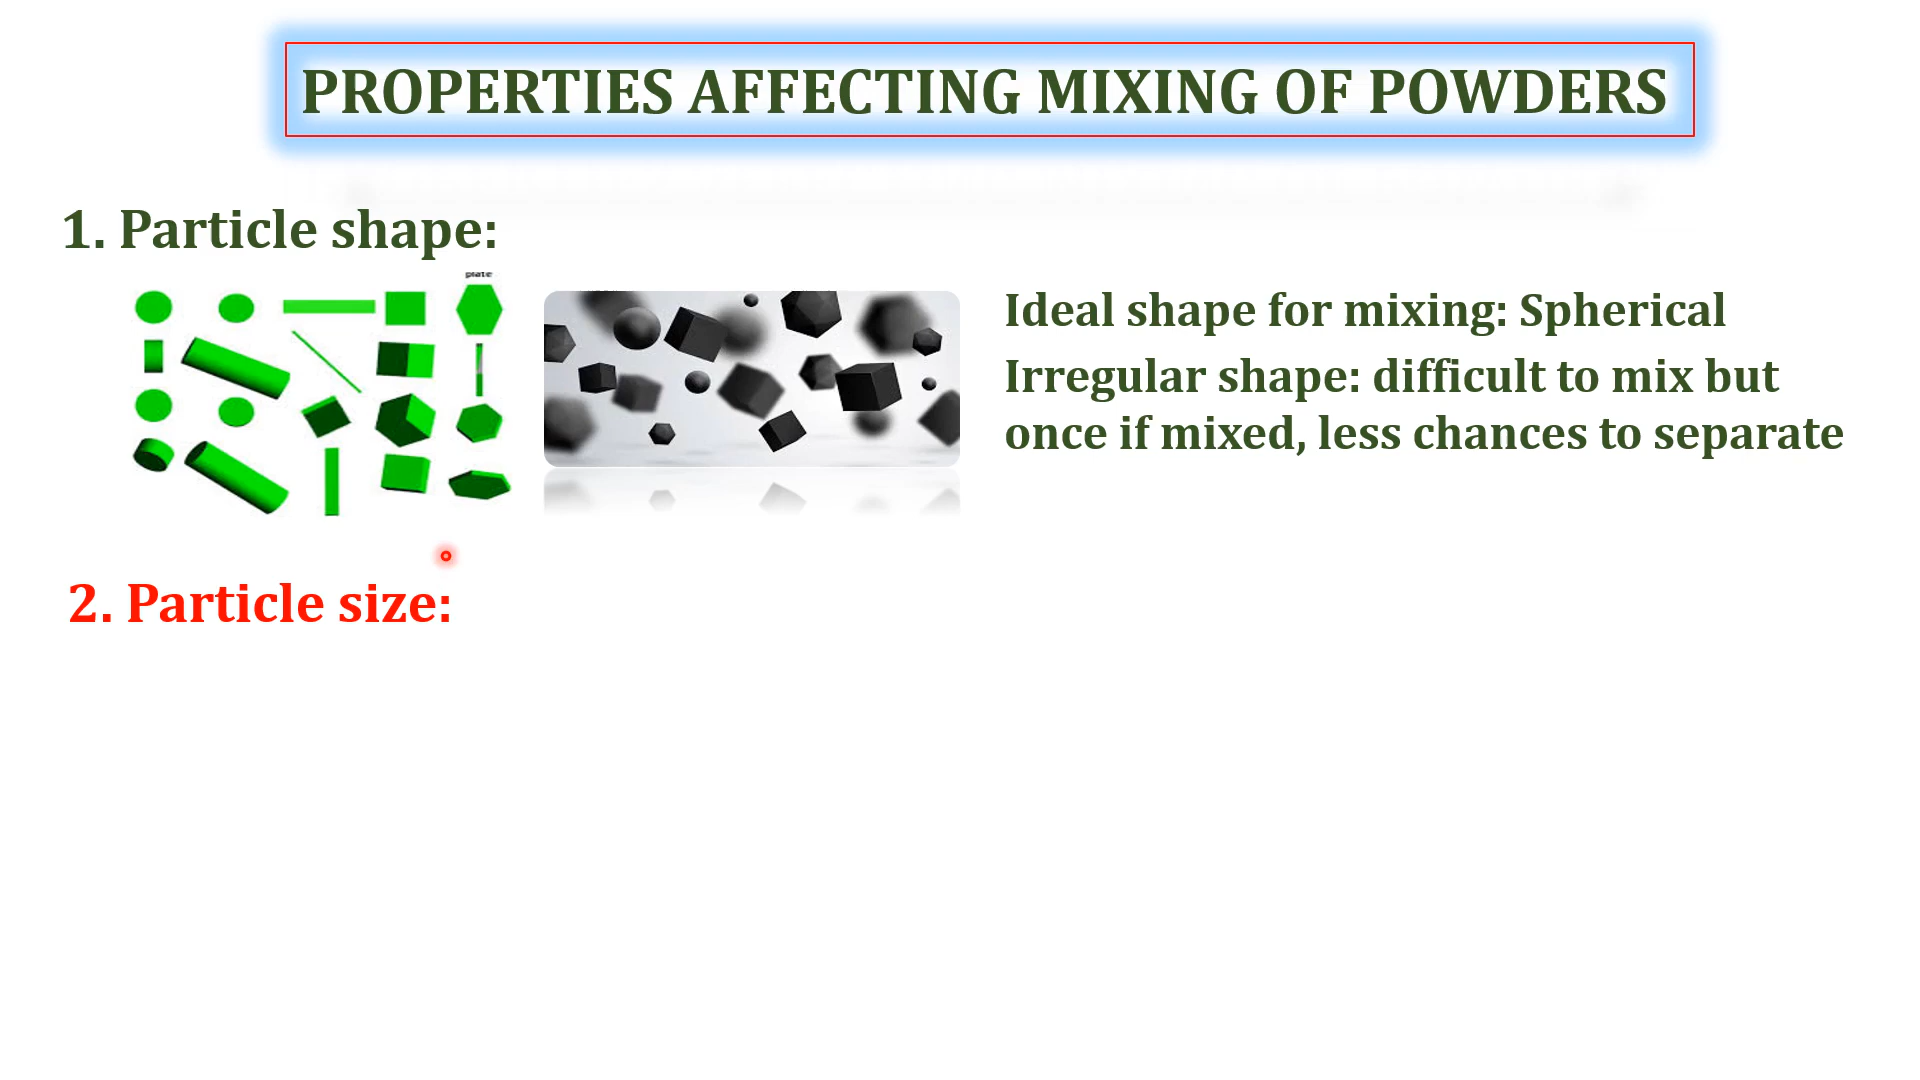 PROPERTIES AFFECTING MIXING OF POWDERS
1. Particle shape:
plate
Ideal shape for mixing: Spherical
Irregular shape: difficult to mix but
once if mixed, less chances to separate
2. Particle size: